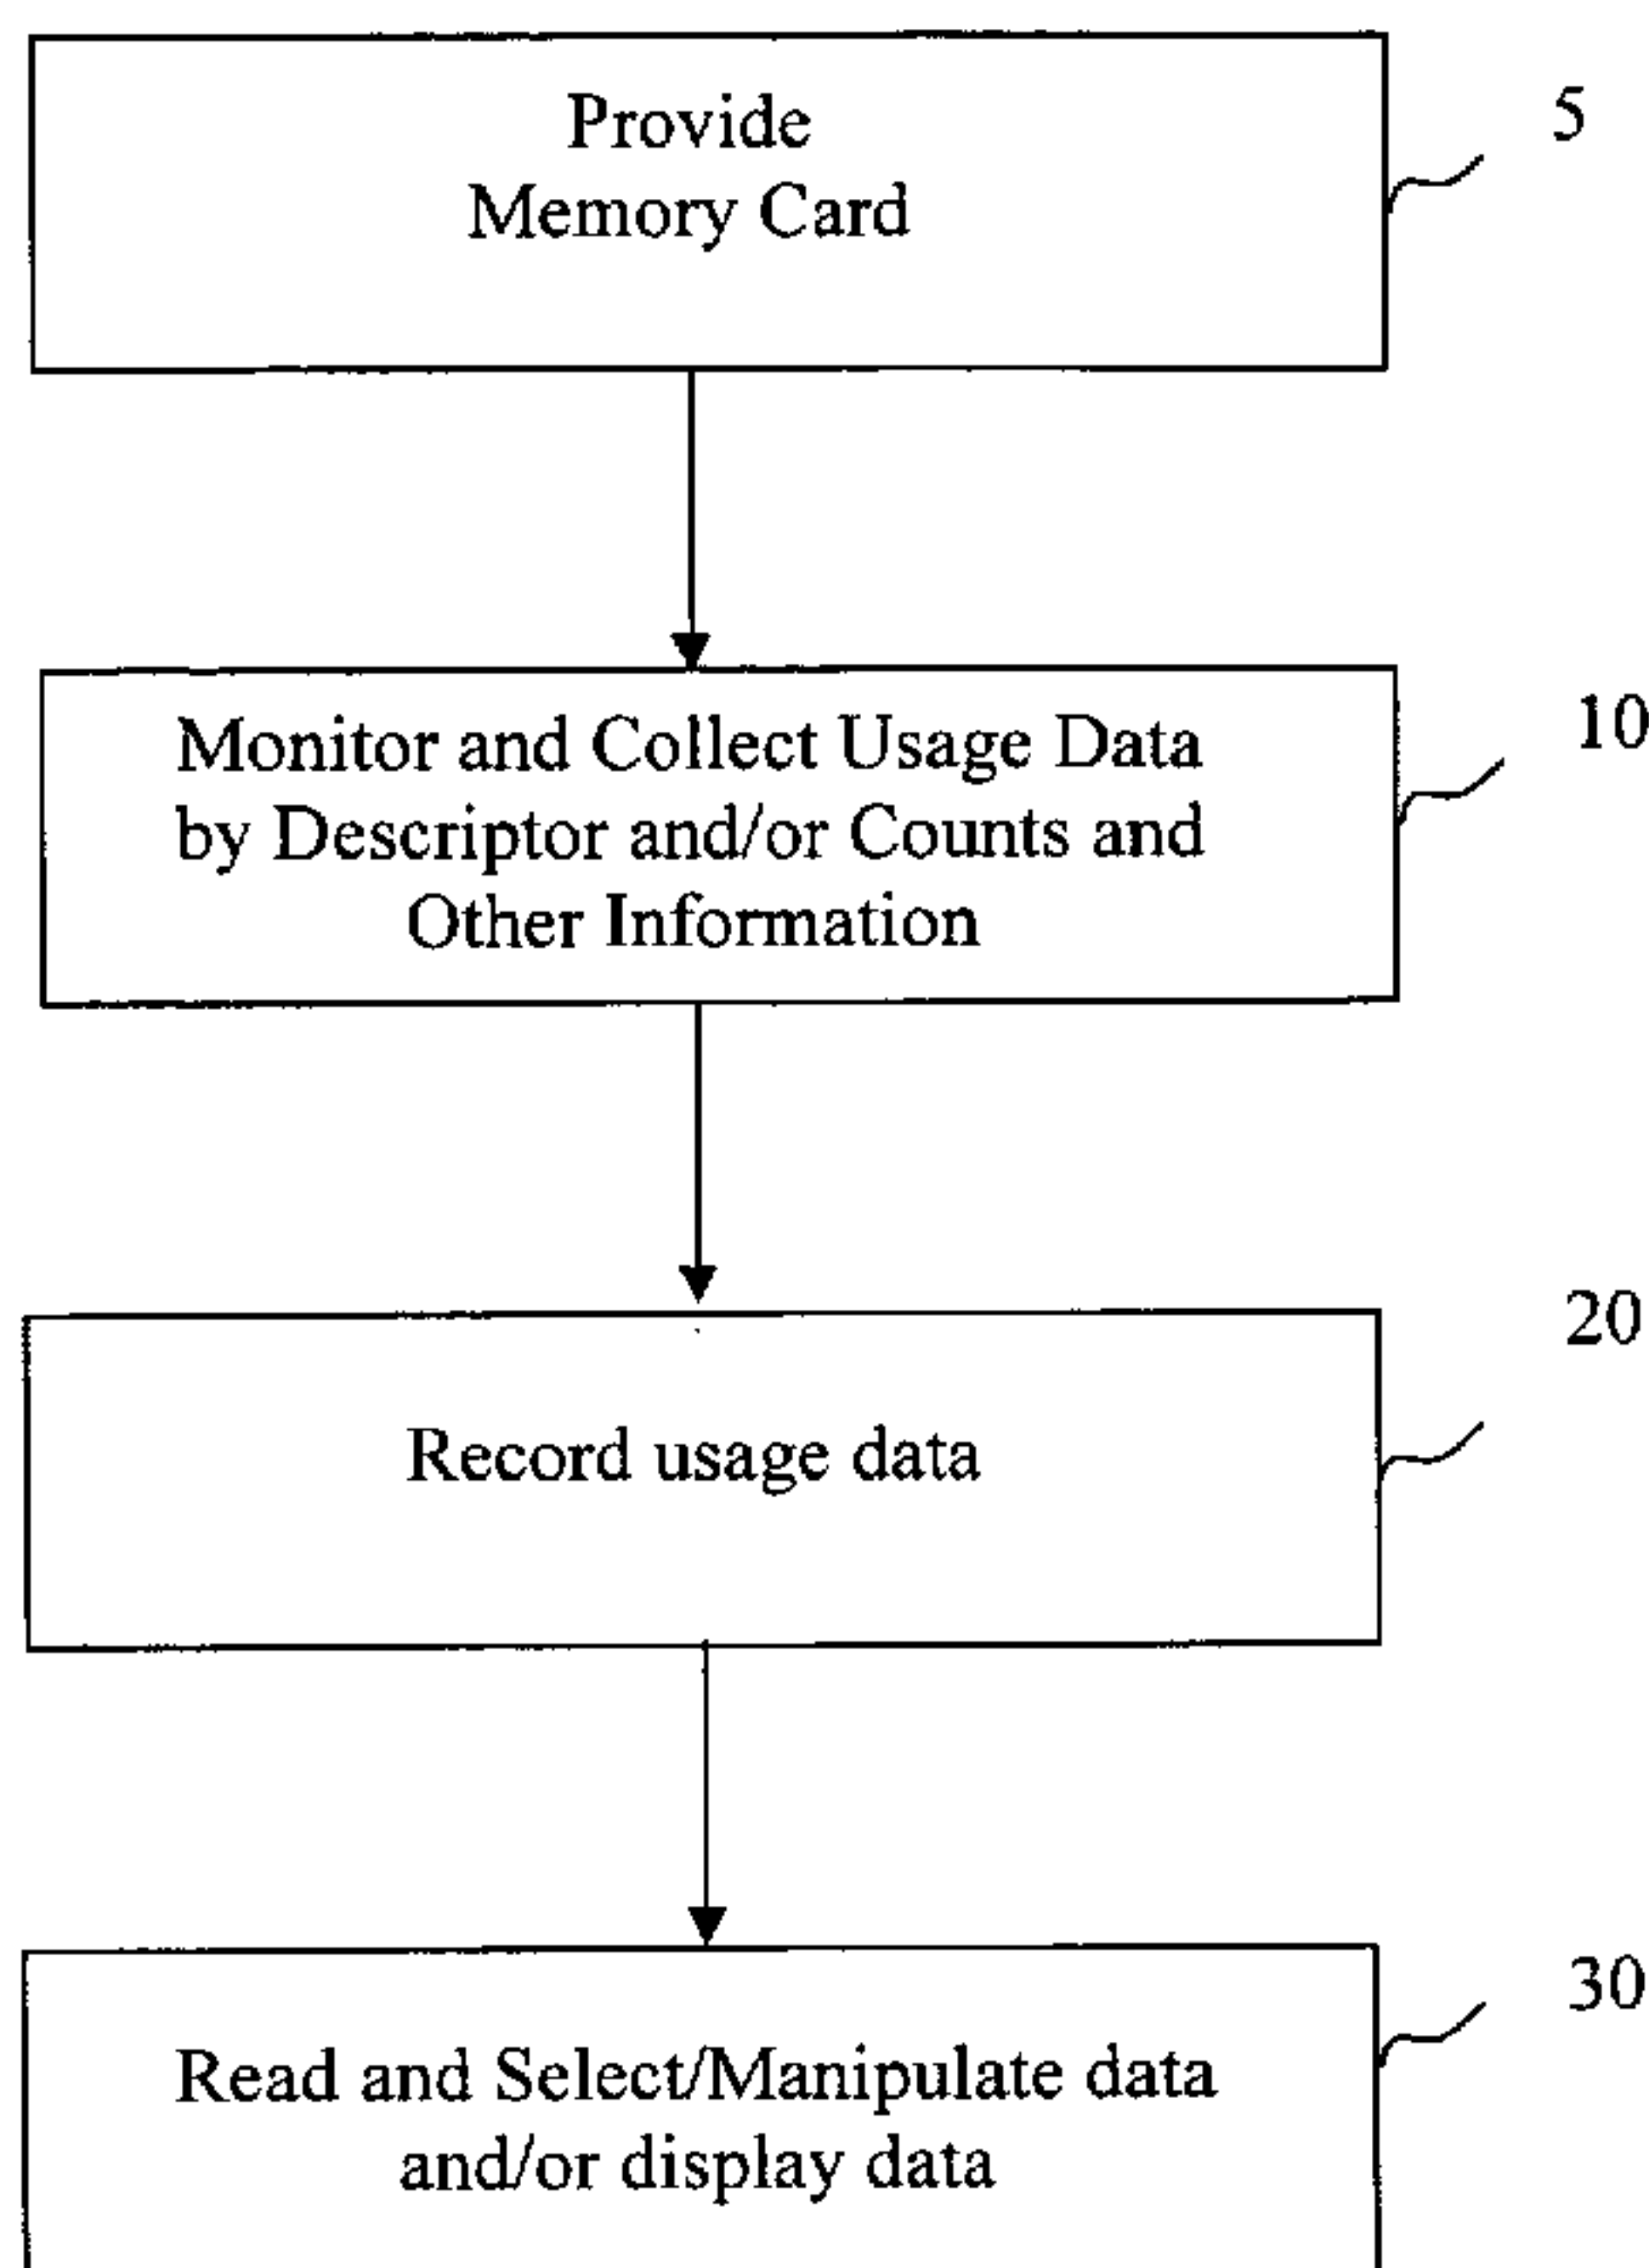 Provide
Memory Card
5
Monitor and Collect Usage Data
by Descriptor and/or Counts and
Other Information
10
Record usage data
20
Read and Select/Manipulate data
and/or display data
30